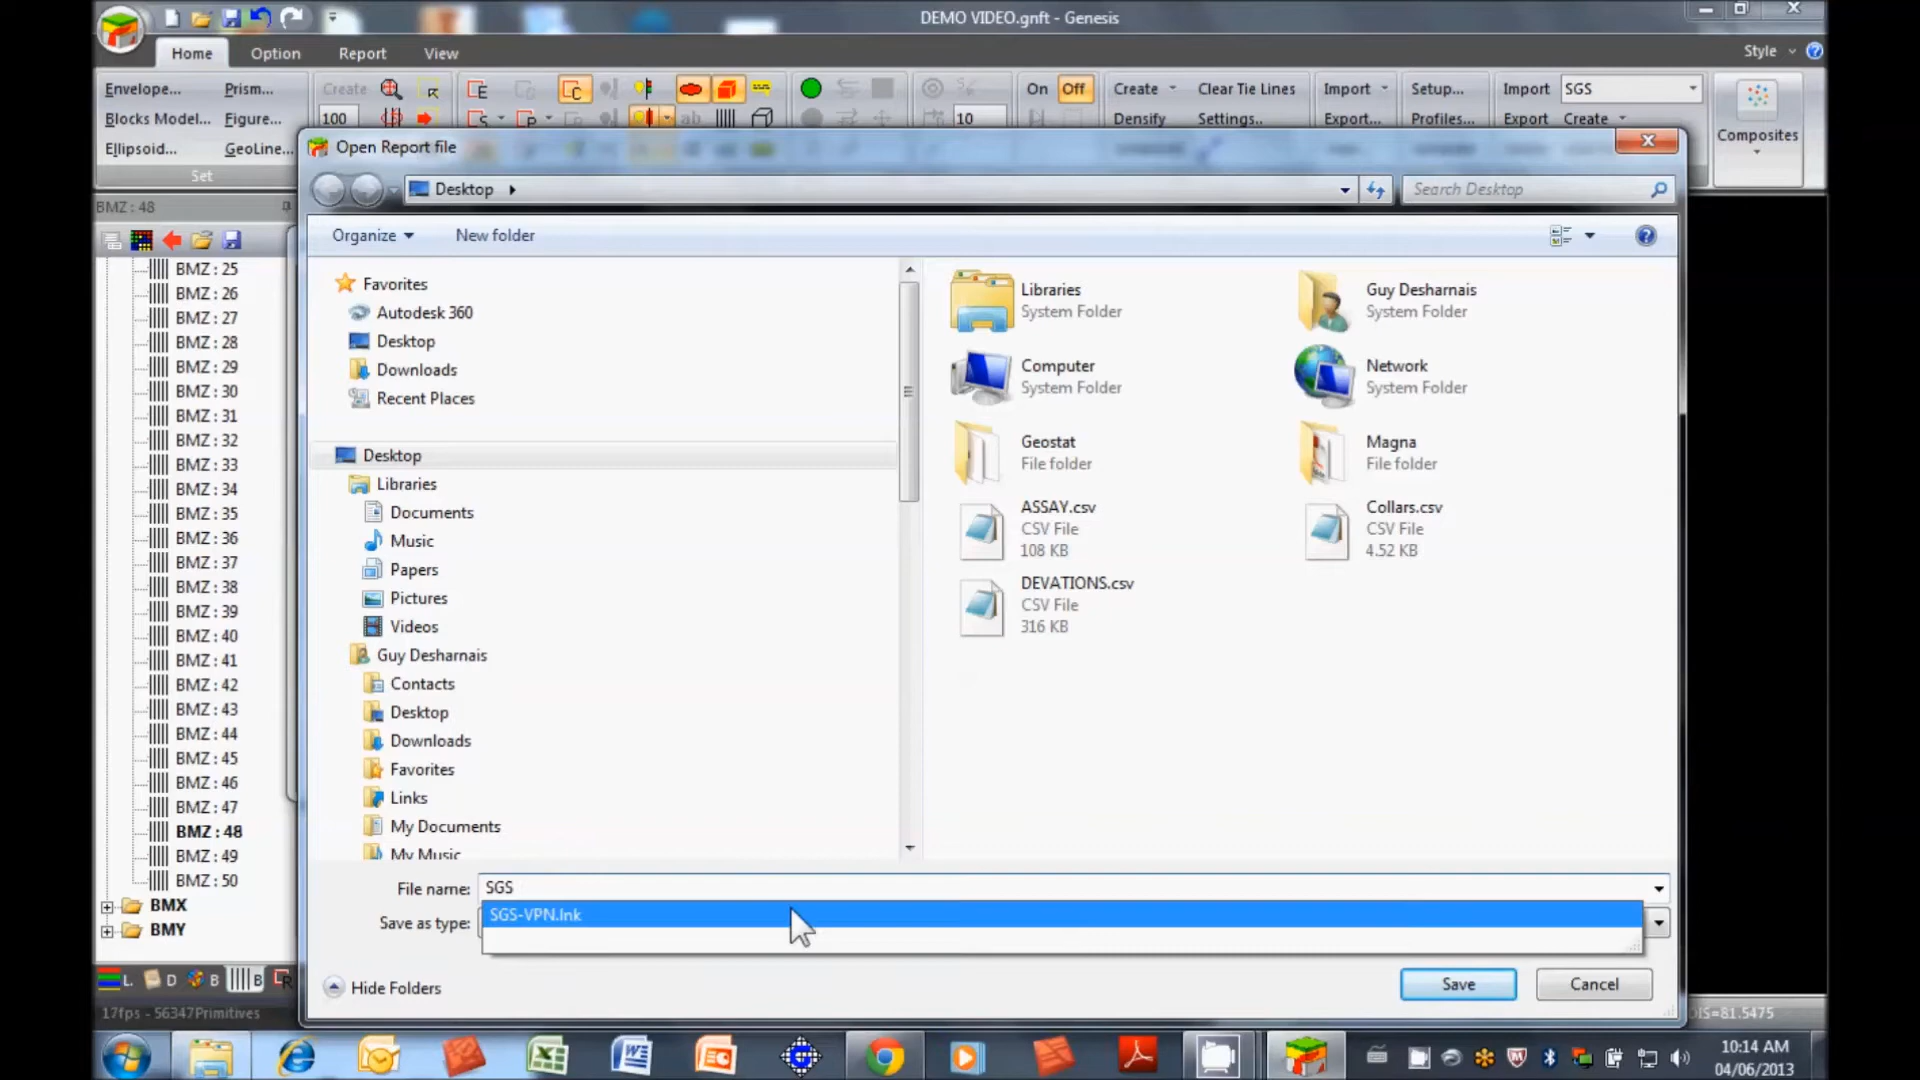 DEMO VIDEO.gnft - Genesis
Home Option Report View Style
Envelope... Prism... Create On Off Create Clear Tie Lines Import Setup... Import SGS
Blocks Model... Figure... 100 10 Densify Settings.. Export... Profiles... Export Create Composites
Ellipsoid... GeoLine...
Set
Open Report file
Desktop Search Desktop
BMZ : 48
Organize New folder
BMZ : 25
BMZ : 26
BMZ : 27
BMZ : 28
BMZ : 29
BMZ : 30
BMZ : 31
BMZ : 32
BMZ : 33
BMZ : 34
BMZ : 35
BMZ : 36
BMZ : 37
BMZ : 38
BMZ : 39
BMZ : 40
BMZ : 41
BMZ : 42
BMZ : 43
BMZ : 44
BMZ : 45
BMZ : 46
BMZ : 47
BMZ : 48
BMZ : 49
BMZ : 50
BMX
BMY
L. D B B
17fps - 56347Primitives
Favorites
Autodesk 360
Desktop
Downloads
Recent Places
Desktop
Libraries
Documents
Music
Papers
Pictures
Videos
Guy Desharnais
Contacts
Desktop
Downloads
Favorites
Links
My Documents
My Music
Libraries
System Folder
Guy Desharnais
System Folder
Computer
System Folder
Network
System Folder
Geostat
File folder
Magna
File folder
ASSAY.csv
CSV File
108 KB
Collars.csv
CSV File
4.52 KB
DEVATIONS.csv
CSV File
316 KB
File name: SGS
SGS-VPN.lnk
Save as type:
Hide Folders Save Cancel
DIS=81.5475
10:14 AM
04/06/2013